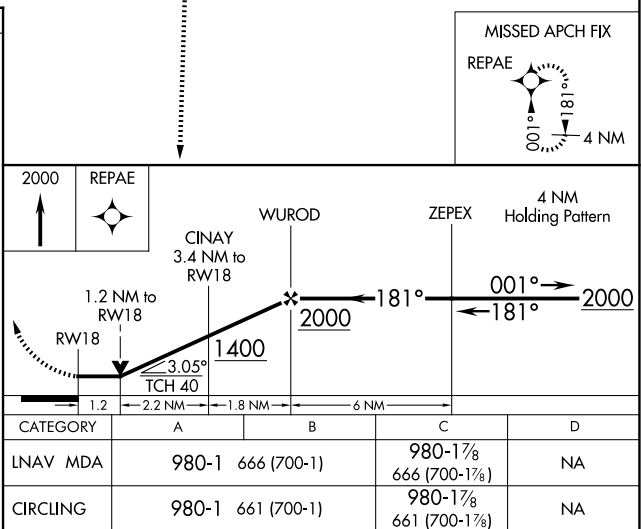 MISSED APCH FIX
REPAE
001°
181°
4 NM
2000
REPAE
WUROD
ZEPEX
4 NM
Holding Pattern
CINAY
3.4 NM to
RW18
1.2 NM to
RW18
RW18
181°
001°
181°
2000
2000
1400
3.05°
TCH 40
1.2
2.2 NM
1.8 NM
6 NM
CATEGORY A B C D
LNAV MDA 980-1 666 (700-1) 980-1⅞ 666 (700-1⅞) NA
CIRCLING 980-1 661 (700-1) 980-1⅞ 661 (700-1⅞) NA